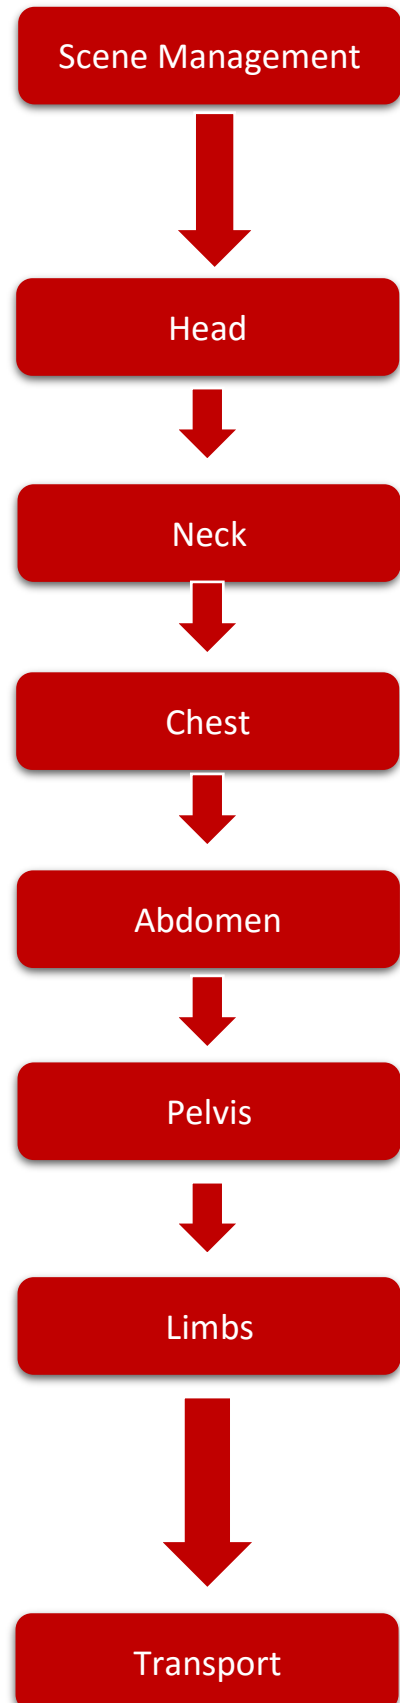 Scene Management
Head
Neck
Chest
Abdomen
Pelvis
Limbs
Transport